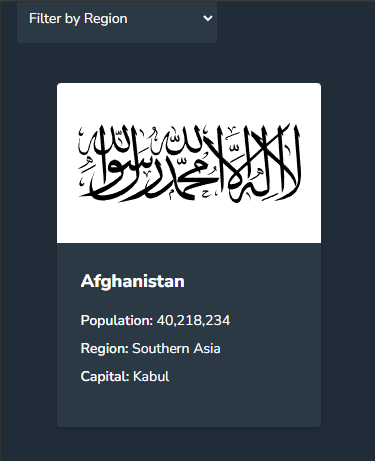 Filter by Region
لا إله إلا الله محمد رسول الله
Afghanistan
Population: 40,218,234
Region: Southern Asia
Capital: Kabul